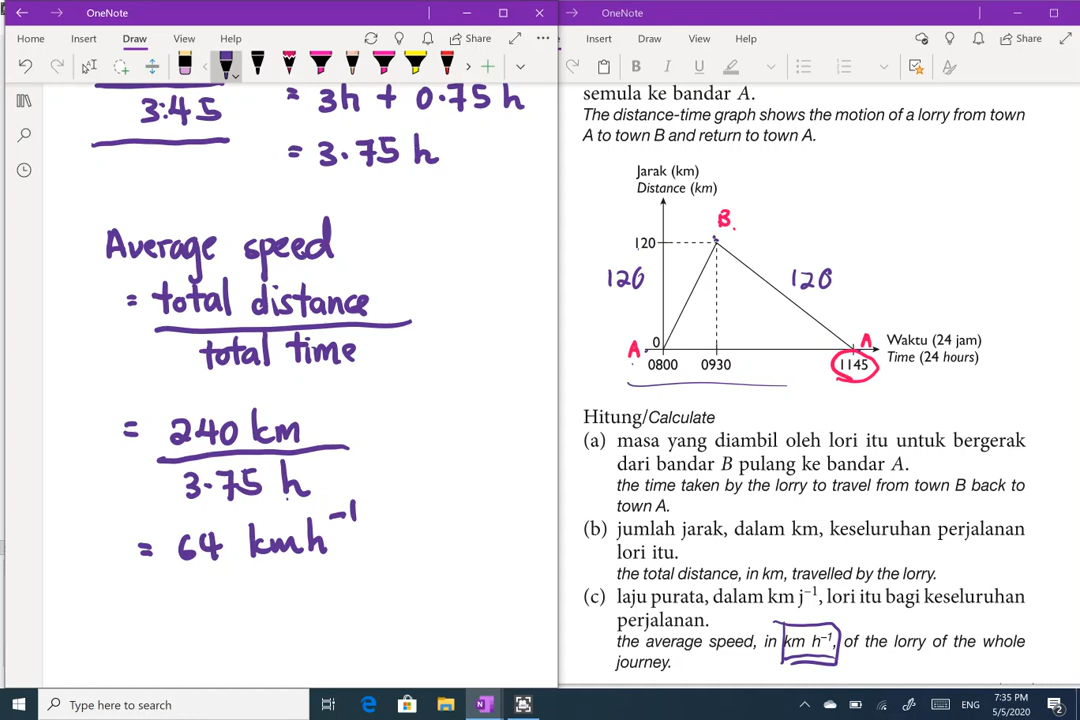 OneNote
Home Insert Draw View Help Share
3:45
= 3h + 0.75 h
= 3.75 h
Average speed
= total distance
total time
= 240 km
3.75 h
= 64 kmh⁻¹
OneNote
Insert Draw View Help Share
B I U A
semula ke bandar A.
The distance-time graph shows the motion of a lorry from town
A to town B and return to town A.
Jarak (km)
Distance (km)
B.
120
120
120
0
A.
A
Waktu (24 jam)
Time (24 hours)
0800 0930 1145
Hitung/Calculate
(a) masa yang diambil oleh lori itu untuk bergerak
dari bandar B pulang ke bandar A.
the time taken by the lorry to travel from town B back to
town A.
(b) jumlah jarak, dalam km, keseluruhan perjalanan
lori itu.
the total distance, in km, travelled by the lorry.
(c) laju purata, dalam km j⁻¹, lori itu bagi keseluruhan
perjalanan.
the average speed, in km h⁻¹, of the lorry of the whole
journey.
Type here to search
ENG
7:35 PM
5/5/2020
2